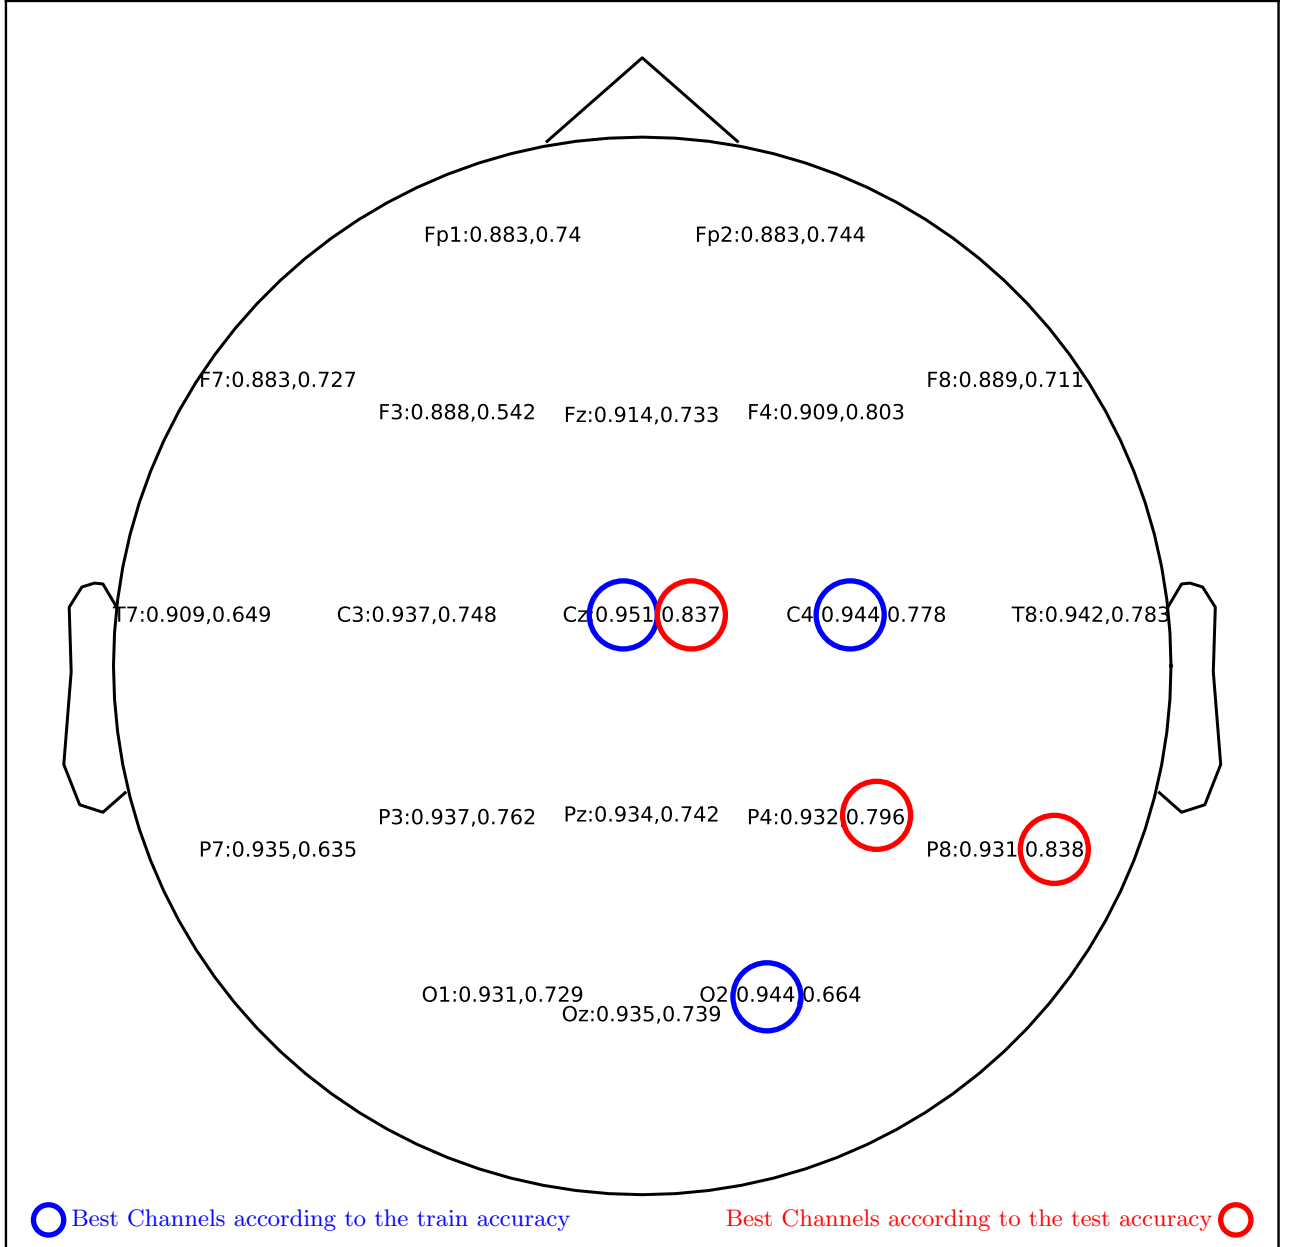 Fp1:0.883,0.74
Fp2:0.883,0.744
F7:0.883,0.727
F8:0.889,0.711
F3:0.888,0.542
Fz:0.914,0.733
F4:0.909,0.803
T7:0.909,0.649
C3:0.937,0.748
Cz:0.951,0.837
C4:0.944,0.778
T8:0.942,0.783
P3:0.937,0.762
Pz:0.934,0.742
P4:0.932,0.796
P7:0.935,0.635
P8:0.931,0.838
O1:0.931,0.729
O2:0.944,0.664
Oz:0.935,0.739
Best Channels according to the train accuracy
Best Channels according to the test accuracy